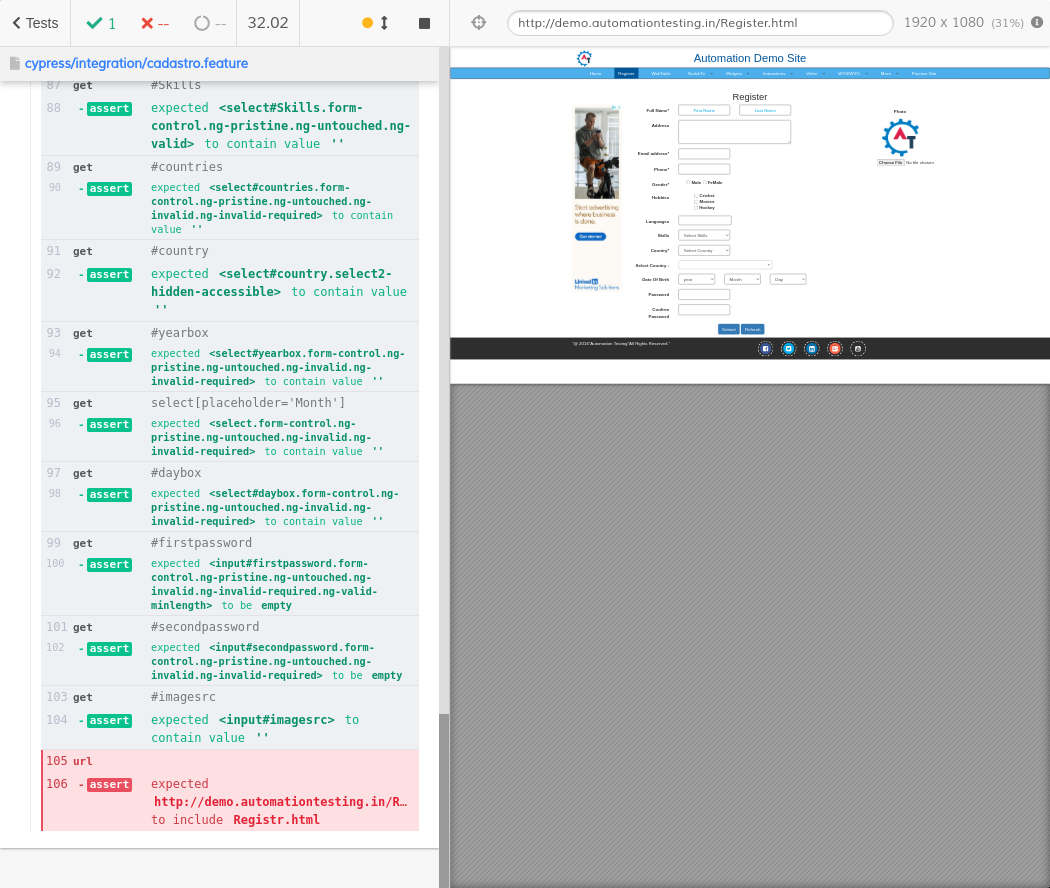 Tests
1
--
--
32.02
http://demo.automationtesting.in/Register.html
1920 x 1080 (31%)
cypress/integration/cadastro.feature
87 get #Skills
88 - assert expected <select#Skills.form-
control.ng-pristine.ng-untouched.ng-
valid> to contain value ''
89 get #countries
90 - assert expected <select#countries.form-
control.ng-pristine.ng-untouched.ng-
invalid.ng-invalid-required> to contain
value ''
91 get #country
92 - assert expected <select#country.select2-
hidden-accessible> to contain value
''
93 get #yearbox
94 - assert expected <select#yearbox.form-control.ng-
pristine.ng-untouched.ng-invalid.ng-
invalid-required> to contain value ''
95 get select[placeholder='Month']
96 - assert expected <select.form-control.ng-
pristine.ng-untouched.ng-invalid.ng-
invalid-required> to contain value ''
97 get #daybox
98 - assert expected <select#daybox.form-control.ng-
pristine.ng-untouched.ng-invalid.ng-
invalid-required> to contain value ''
99 get #firstpassword
100 - assert expected <input#firstpassword.form-
control.ng-pristine.ng-untouched.ng-
invalid.ng-invalid-required.ng-valid-
minlength> to be empty
101 get #secondpassword
102 - assert expected <input#secondpassword.form-
control.ng-pristine.ng-untouched.ng-
invalid.ng-invalid-required> to be empty
103 get #imagesrc
104 - assert expected <input#imagesrc> to
contain value ''
105 url
106 - assert expected
http://demo.automationtesting.in/R…
to include Registr.html
Automation Demo Site
Home Register WebTable SwitchTo Widgets Interactions Video WYSIWYG More Practice Site
Register
Full Name* First Name Last Name
Address
Email address*
Phone*
Gender* Male FeMale
Hobbies Cricket
Movies
Hockey
Languages
Skills Select Skills
Country* Select Country
Select Country :
Date Of Birth year Month Day
Password
Confirm
Password
Submit Refresh
Photo
AT
Choose File No file chosen
Start advertising
where business
is done.
Get started
Linked in
Marketing Solutions
"@ 2016"Automation Testing"All Rights Reserved."